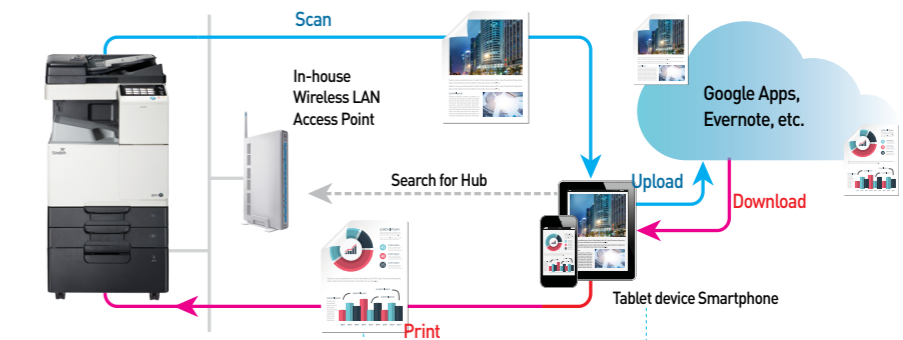 Scan
In-house
Wireless LAN
Access Point
Google Apps,
Evernote, etc.
Search for Hub
Upload
Download
Tablet device Smartphone
Print